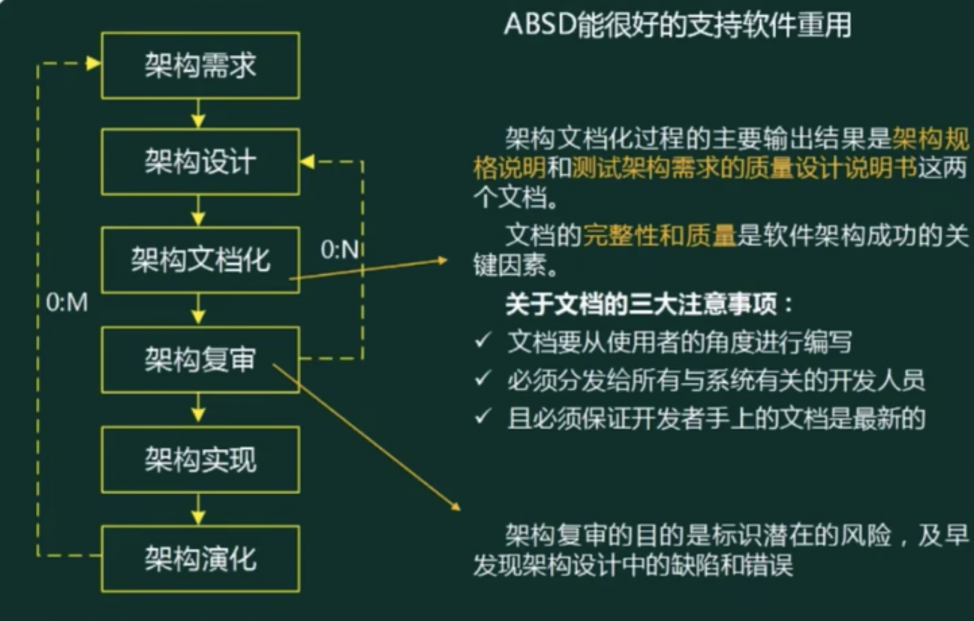 ABSD能很好的支持软件重用
架构需求
架构设计
架构文档化
0:N
0:M
架构复审
架构实现
架构演化
架构文档化过程的主要输出结果是架构规
格说明和测试架构需求的质量设计说明书这两
个文档。
文档的完整性和质量是软件架构成功的关
键因素。
关于文档的三大注意事项：
✓ 文档要从使用者的角度进行编写
✓ 必须分发给所有与系统有关的开发人员
✓ 且必须保证开发者手上的文档是最新的
架构复审的目的是标识潜在的风险，及早
发现架构设计中的缺陷和错误